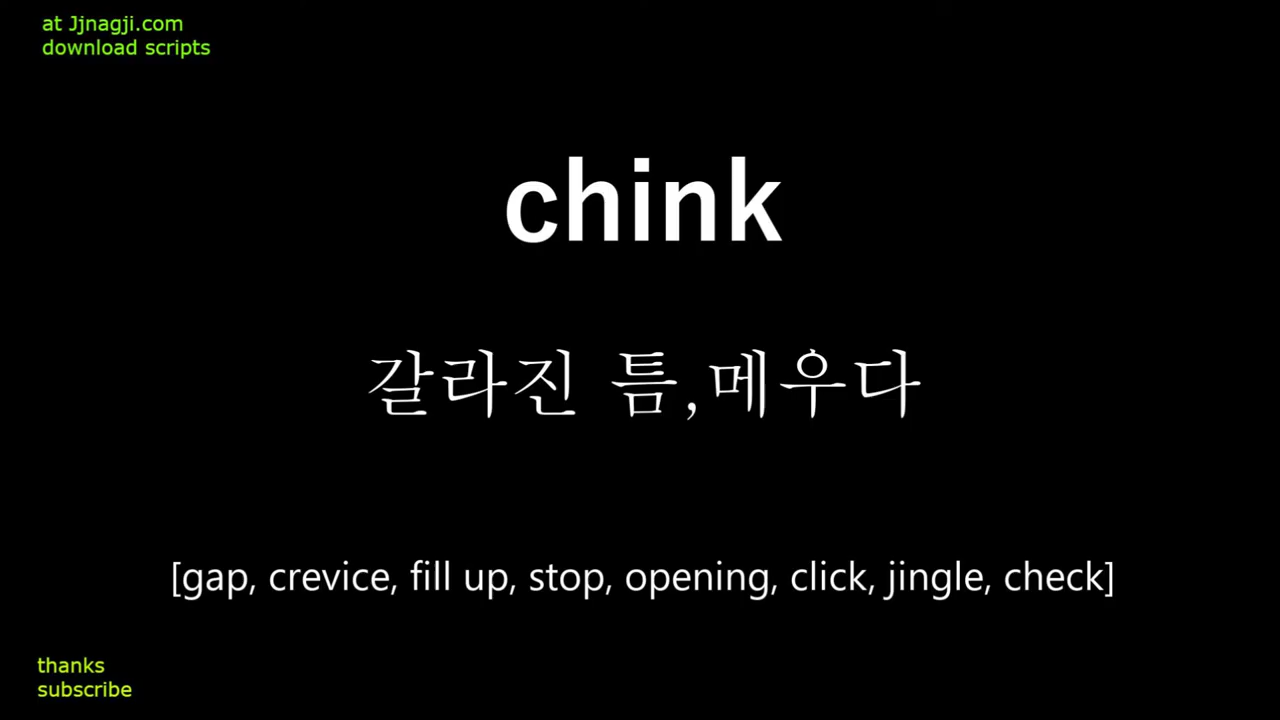 at Jjnagji.com
download scripts
chink
갈라진 틈,메우다
[gap, crevice, fill up, stop, opening, click, jingle, check]
thanks
subscribe